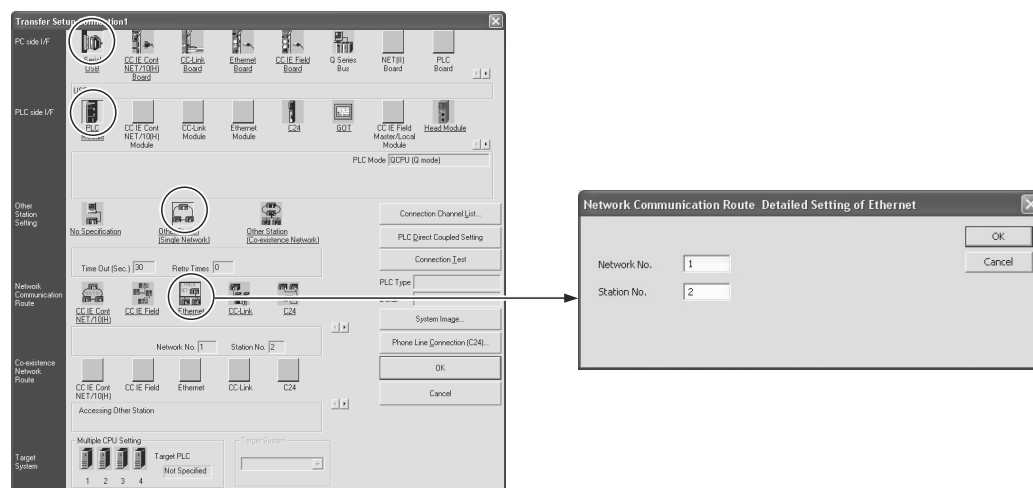 Transfer Setup Connection1
PC side I/F
Serial
USB
CC IE Cont
NET/10(H)
Board
CC-Link
Board
Ethernet
Board
CC IE Field
Board
Q Series
Bus
NET(II)
Board
PLC
Board
USB
PLC side I/F
PLC
CC IE Cont
NET/10(H)
Module
CC-Link
Module
Ethernet
Module
C24
GOT
CC IE Field
Master/Local
Module
Head Module
PLC Mode QCPU (Q mode)
Other
Station
Setting
No Specification
Other
(Single Network)
Other Station
(Co-existence Network)
Time Out (Sec.) 30 Retry Times 0
Connection Channel List...
PLC Direct Coupled Setting
Connection Test
PLC Type
Network
Communication
Route
CC IE Cont
NET/10(H)
CC IE Field
Ethernet
CC-Link
C24
Network No. 1 Station No. 2
System Image...
Phone Line Connection (C24)...
OK
Cancel
Co-existence
Network
Route
CC IE Cont
NET/10(H)
CC IE Field
Ethernet
CC-Link
C24
Accessing Other Station
Target
System
Multiple CPU Setting
1 2 3 4
Target PLC
Not Specified
Target System
Network Communication Route Detailed Setting of Ethernet
Network No. 1
Station No. 2
OK
Cancel